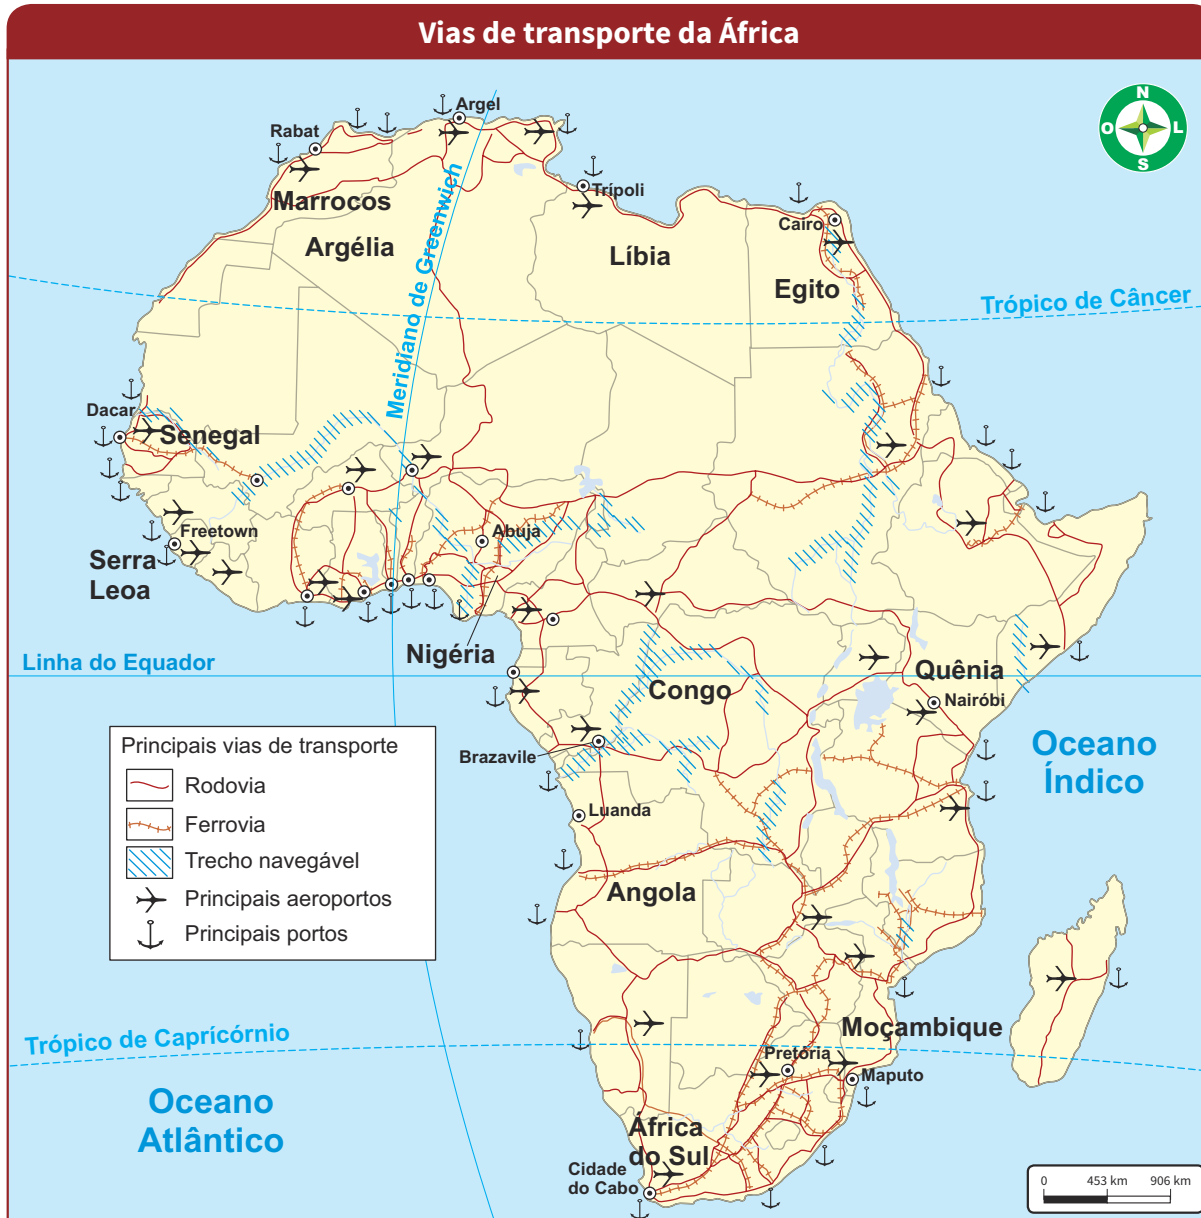 Vias de transporte da África
N
O
L
S
Argel
Rabat
Trípoli
Marrocos
Cairo
Argélia
Líbia
Egito
Meridiano de Greenwich
Trópico de Câncer
Dacar
Senegal
Freetown
Abuja
Serra
Leoa
Nigéria
Linha do Equador
Congo
Quênia
Nairóbi
Brazavile
Oceano
Índico
Principais vias de transporte
Rodovia
Ferrovia
Trecho navegável
Principais aeroportos
Principais portos
Luanda
Angola
Trópico de Capricórnio
Moçambique
Pretória
Maputo
Oceano
Atlântico
África
do Sul
Cidade
do Cabo
0 453 km 906 km